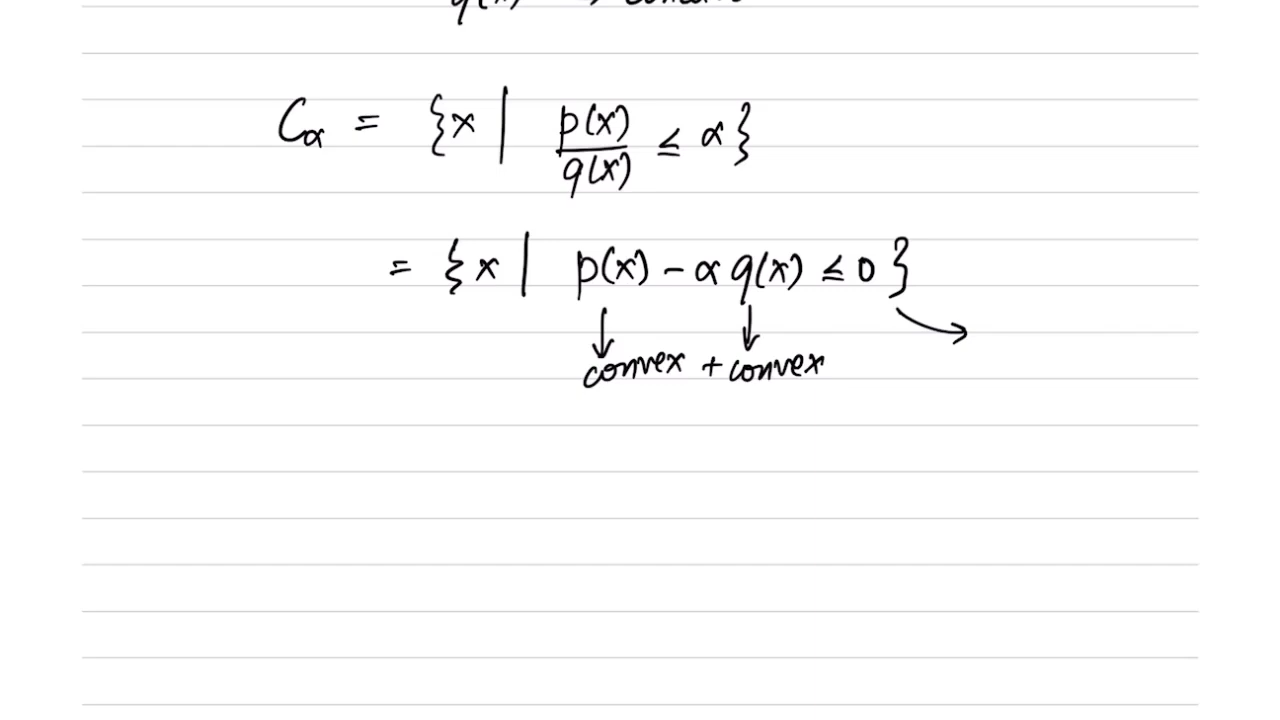 C_α = {x | p(x)/q(x) ≤ α}
= {x | p(x) - α q(x) ≤ 0}
convex + convex